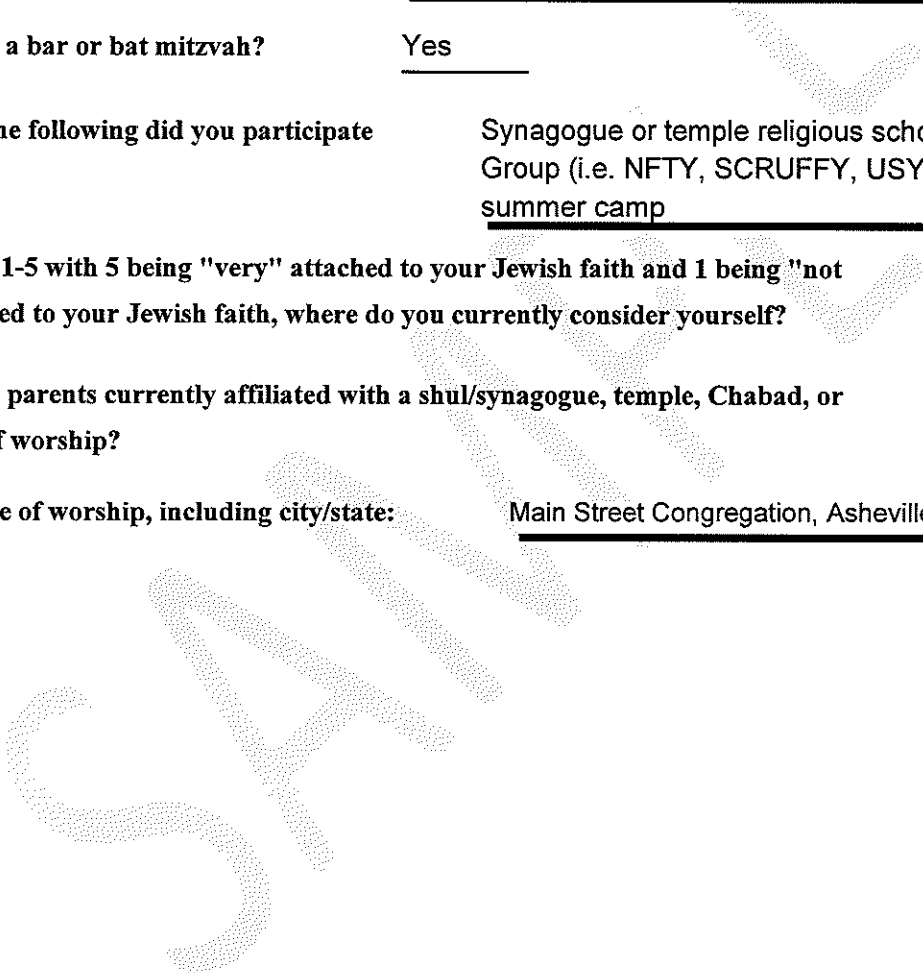 a bar or bat mitzvah? Yes
ne following did you participate Synagogue or temple religious scho
Group (i.e. NFTY, SCRUFFY, USY
summer camp
1-5 with 5 being "very" attached to your Jewish faith and 1 being "not
ed to your Jewish faith, where do you currently consider yourself?
parents currently affiliated with a shul/synagogue, temple, Chabad, or
f worship?
e of worship, including city/state: Main Street Congregation, Asheville
SAMPL